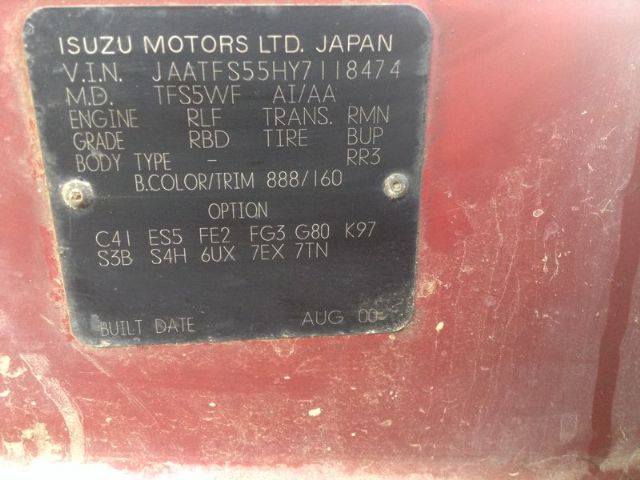 ISUZU MOTORS LTD. JAPAN
V.I.N. JAATFS55HY7118474
M.D. TFS5WF AI/AA
ENGINE RLF TRANS. RMN
GRADE RBD TIRE BUP
BODY TYPE - RR3
B.COLOR/TRIM 888/160
OPTION
C41 ES5 FE2 FG3 G80 K97
S3B S4H 6UX 7EX 7TN
BUILT DATE AUG 00